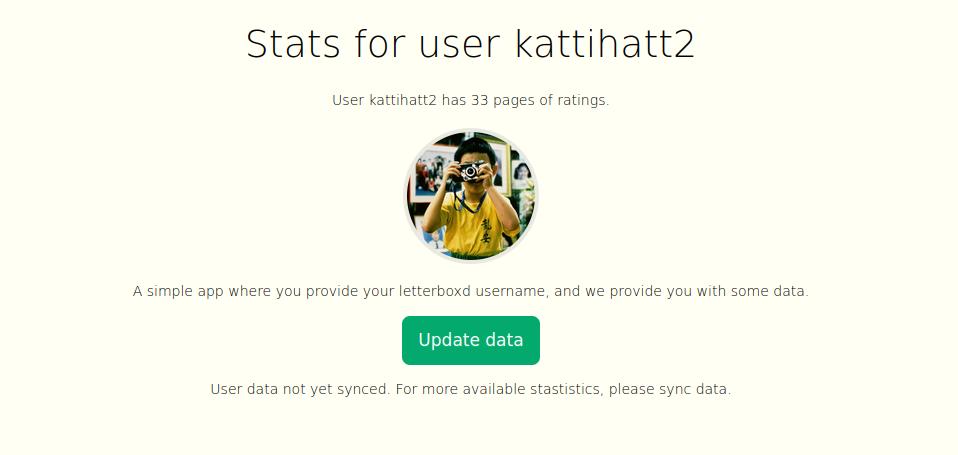 Stats for user kattihatt2
User kattihatt2 has 33 pages of ratings.
龍安
A simple app where you provide your letterboxd username, and we provide you with some data.
Update data
User data not yet synced. For more available stastistics, please sync data.